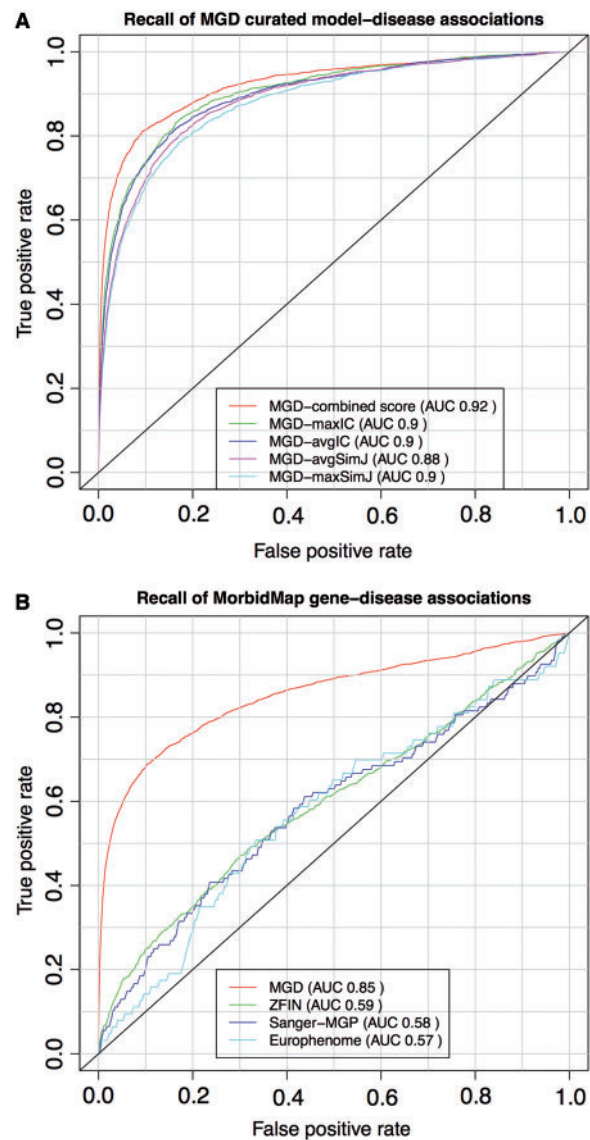 A
Recall of MGD curated model–disease associations
1.0
0.8
0.6
0.4
0.2
0.0
True positive rate
MGD–combined score (AUC 0.92 )
MGD–maxIC (AUC 0.9 )
MGD–avgIC (AUC 0.9 )
MGD–avgSimJ (AUC 0.88 )
MGD–maxSimJ (AUC 0.9 )
0.0 0.2 0.4 0.6 0.8 1.0
False positive rate
B
Recall of MorbidMap gene–disease associations
1.0
0.8
0.6
0.4
0.2
0.0
True positive rate
MGD (AUC 0.85 )
ZFIN (AUC 0.59 )
Sanger–MGP (AUC 0.58 )
Europhenome (AUC 0.57 )
0.0 0.2 0.4 0.6 0.8 1.0
False positive rate